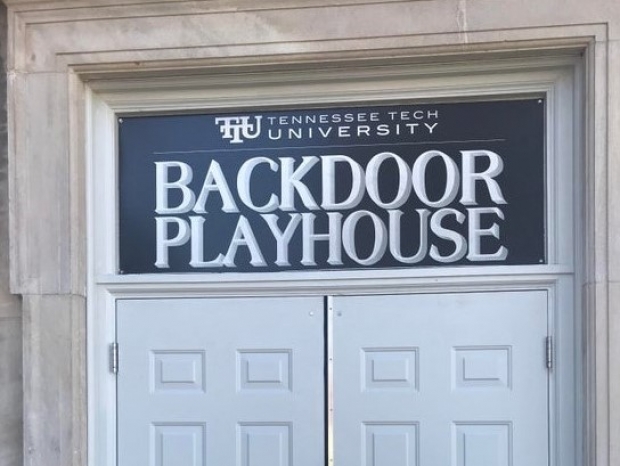 TTU TENNESSEE TECH
UNIVERSITY
BACKDOOR
PLAYHOUSE